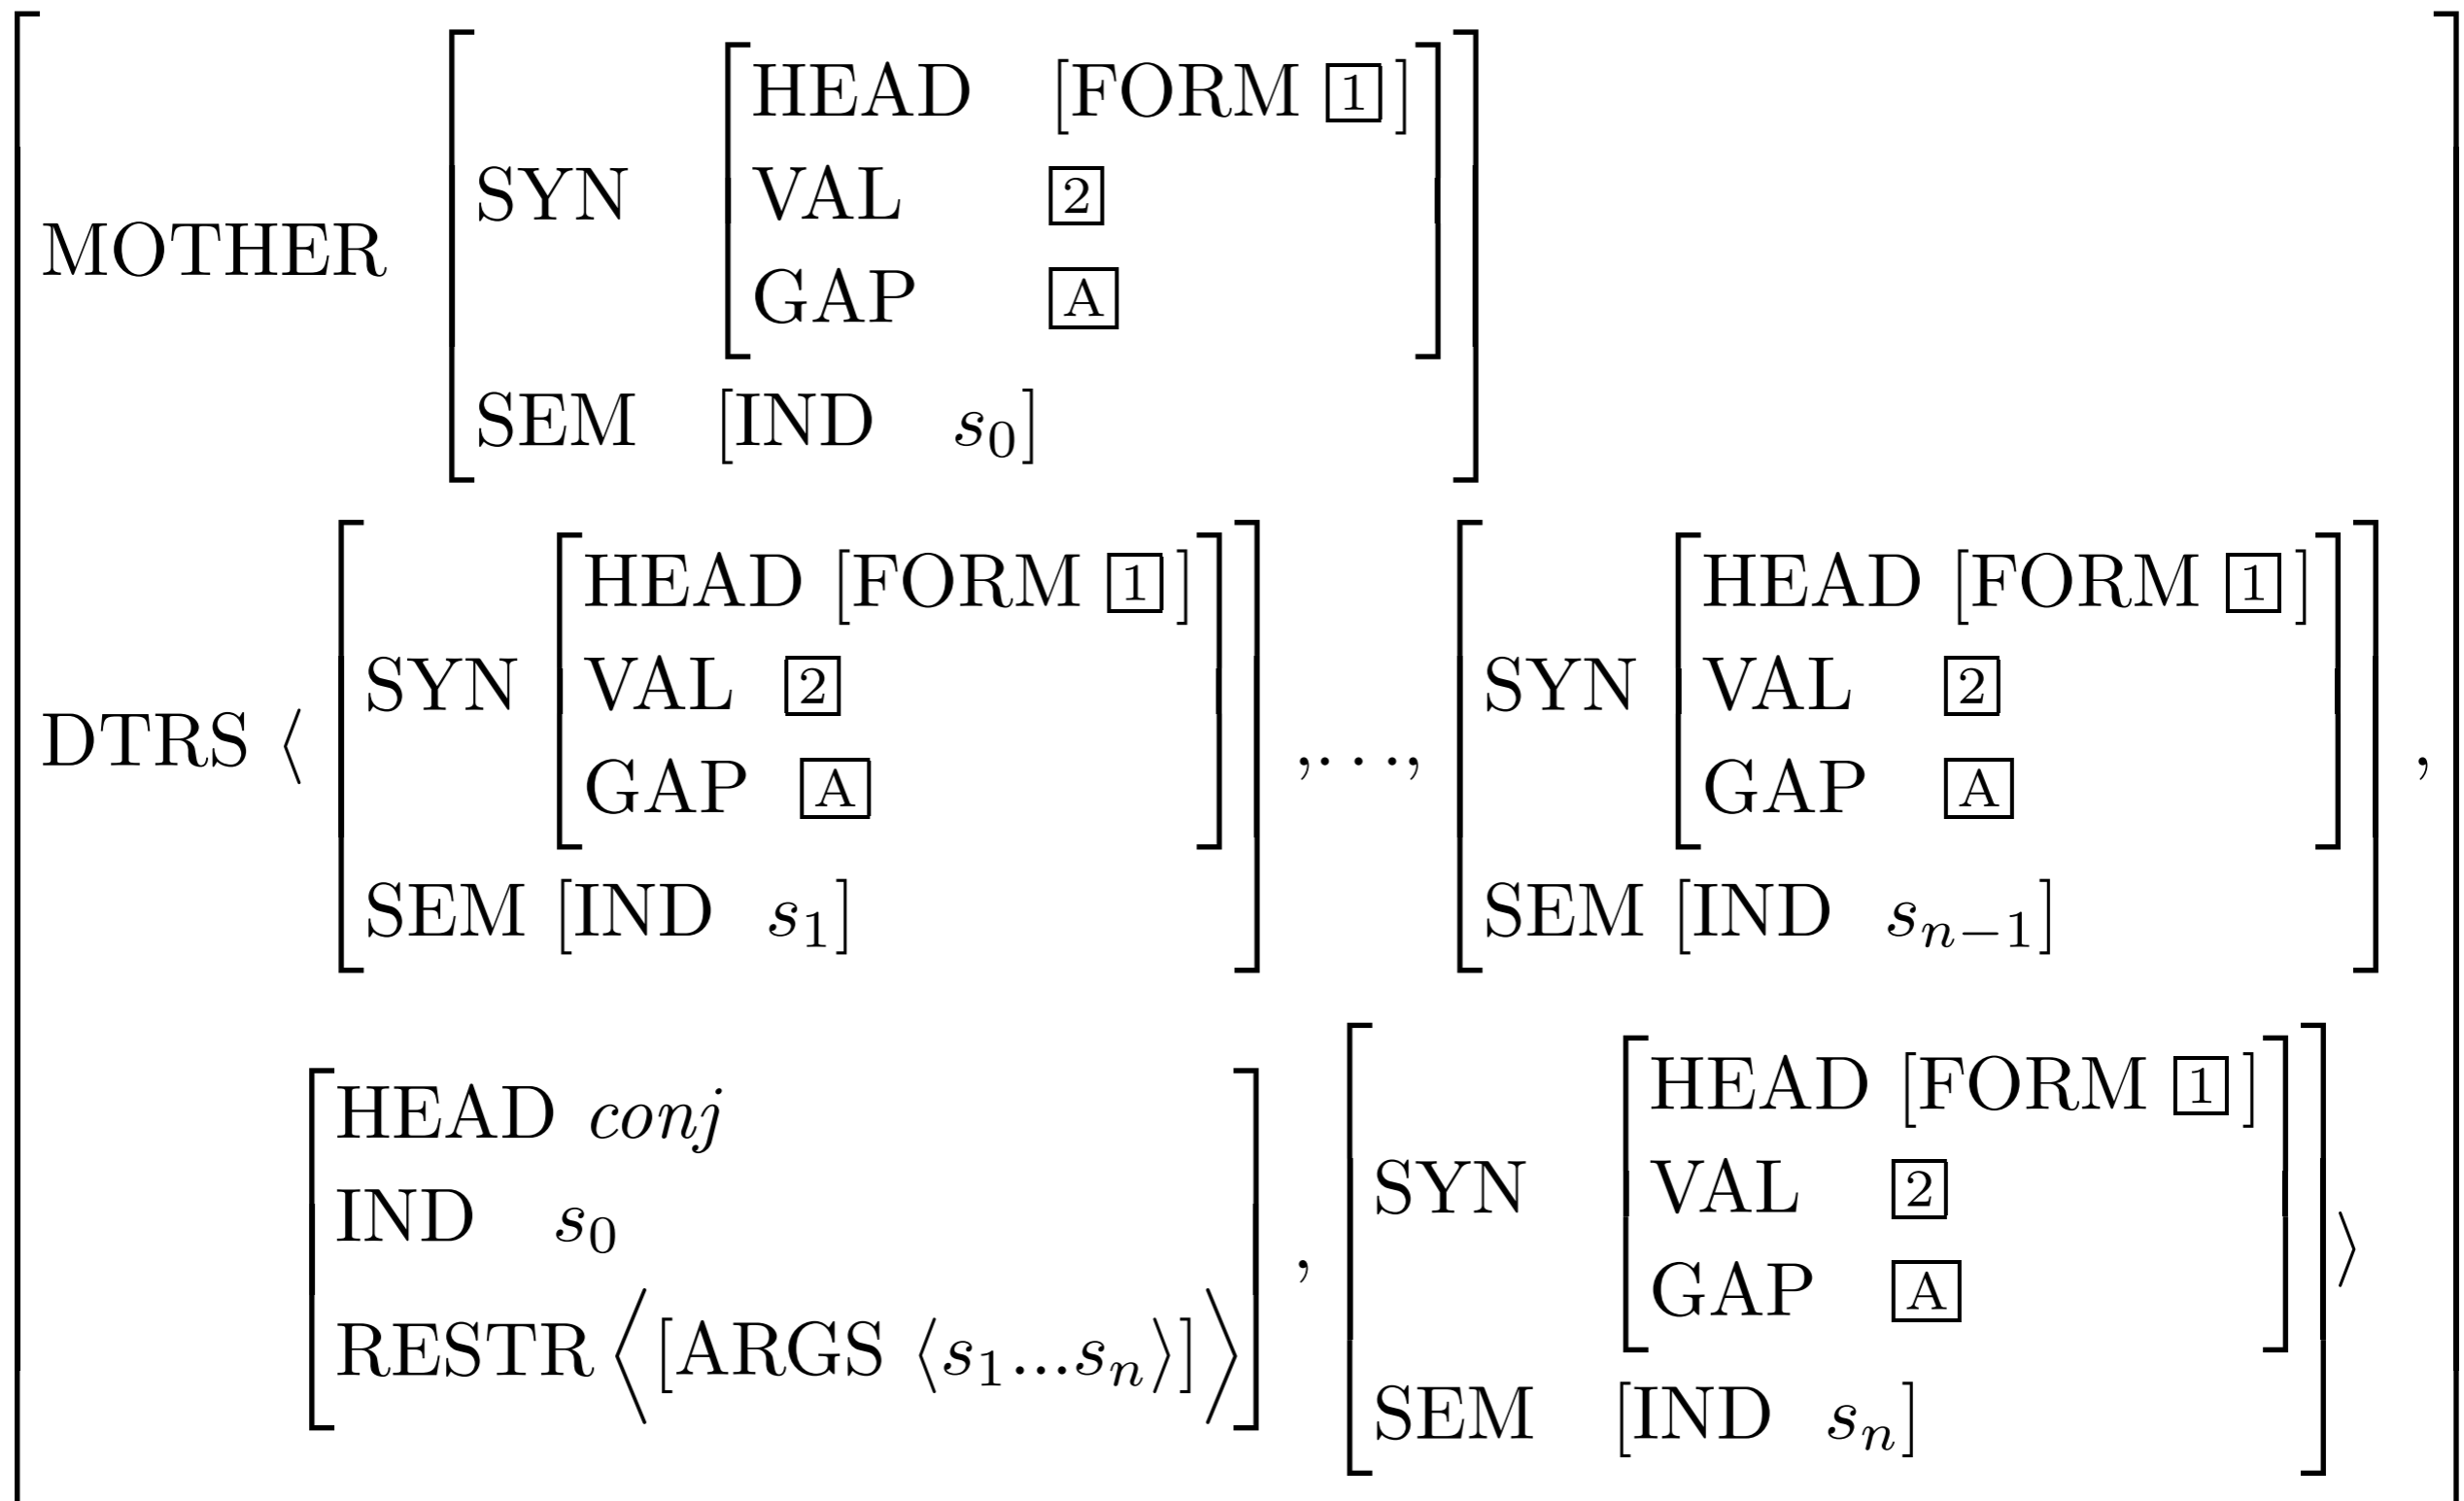 HEAD [FORM 1]
MOTHER SYN VAL 2
GAP A
SEM [IND s₀]
HEAD [FORM 1] HEAD [FORM 1]
SYN VAL 2 SYN VAL 2
DTRS ⟨ GAP A ,…, GAP A ,
SEM [IND s₁] SEM [IND sₙ₋₁]
HEAD conj HEAD [FORM 1]
IND s₀ , SYN VAL 2 ⟩
GAP A
RESTR ⟨[ARGS ⟨s₁...sₙ⟩]⟩ SEM [IND sₙ]